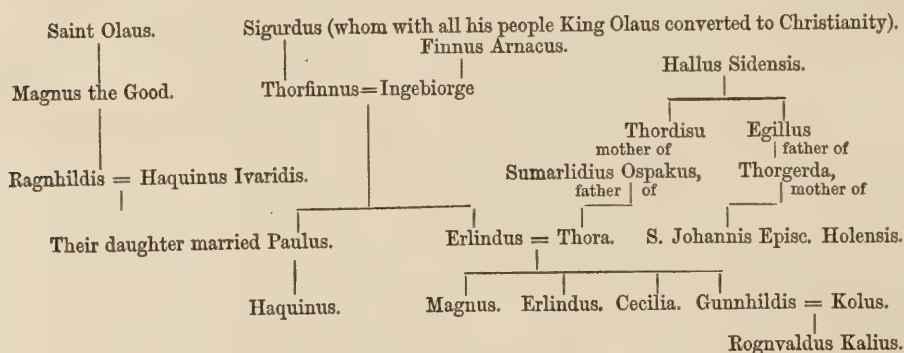 Saint Olaus.
Sigurdus (whom with all his people King Olaus converted to Christianity).
Finnus Arnacus.
Hallus Sidensis.
Magnus the Good.
Thorfinnus = Ingebiorge
Thordisu
Egillus
mother of
father of
Ragnhildis = Haquinus Ivaridis.
Sumarlidius Ospakus,
Thorgerda,
father of
mother of
Their daughter married Paulus.
Erlindus = Thora.
S. Johannis Episc. Holensis.
Haquinus.
Magnus.
Erlindus.
Cecilia.
Gunnhildis = Kolus.
Rognvaldus Kalius.